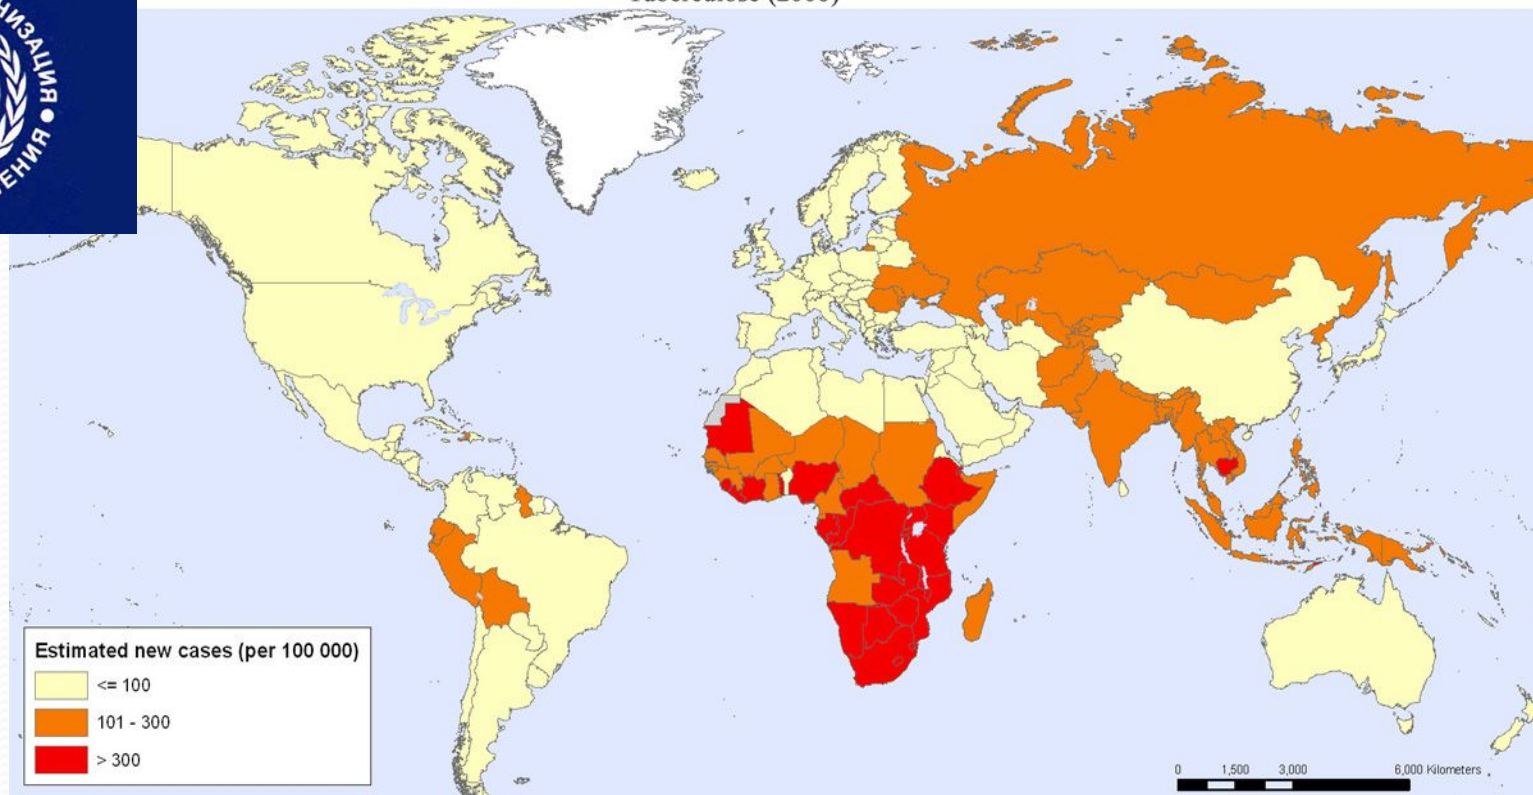 Estimated new cases (per 100 000)
<= 100
101 - 300
> 300
0 1,500 3,000 6,000 Kilometers